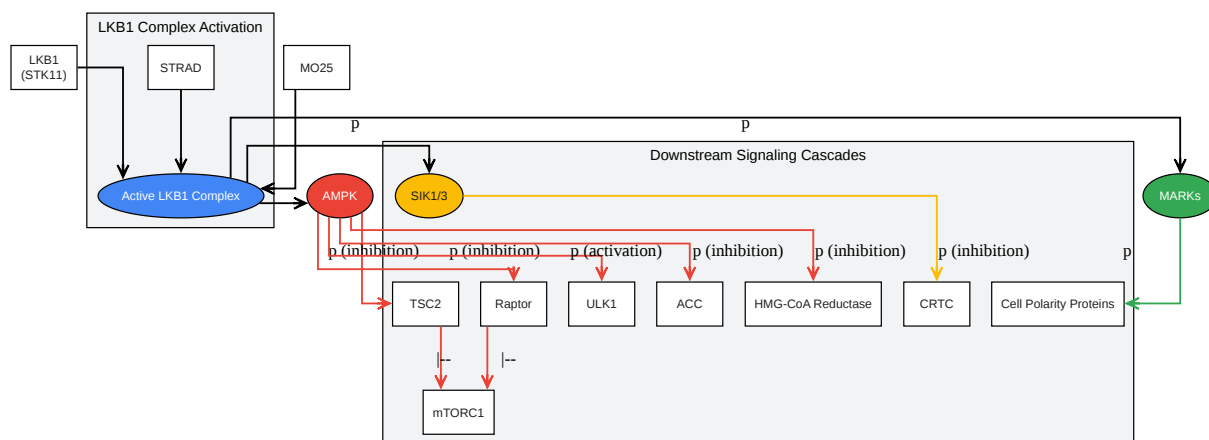 LKB1 Complex Activation
LKB1
(STK11)
STRAD
MO25
p
p
Downstream Signaling Cascades
Active LKB1 Complex
AMPK
SIK1/3
MARKs
p (inhibition)
p (inhibition)
p (activation)
p (inhibition)
p (inhibition)
p (inhibition)
p
TSC2
Raptor
ULK1
ACC
HMG-CoA Reductase
CRTC
Cell Polarity Proteins
|--
|--
mTORC1